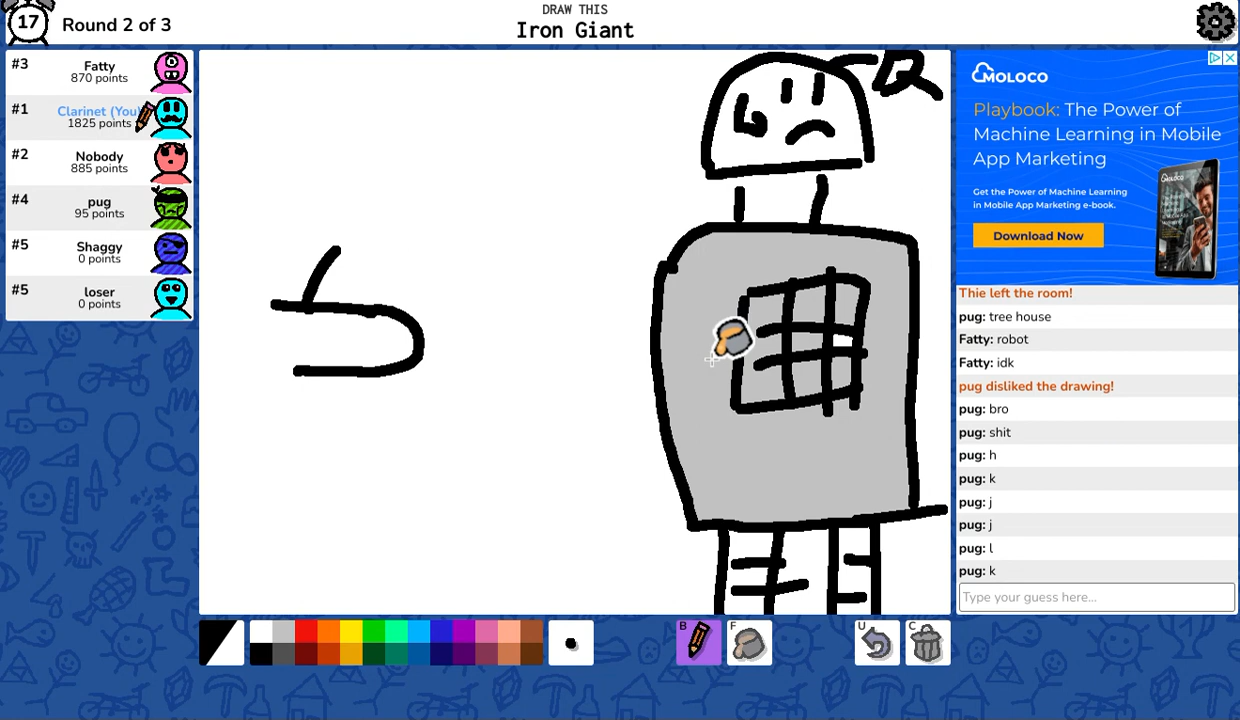 17
Round 2 of 3
DRAW THIS
Iron Giant
#3
Fatty
870 points
#1
Clarinet (You)
1825 points
#2
Nobody
885 points
#4
pug
95 points
#5
Shaggy
0 points
#5
loser
0 points
MOLOCO
Playbook: The Power of
Machine Learning in Mobile
App Marketing
Get the Power of Machine Learning
in Mobile App Marketing e-book.
Download Now
Thie left the room!
pug: tree house
Fatty: robot
Fatty: idk
pug disliked the drawing!
pug: bro
pug: shit
pug: h
pug: k
pug: j
pug: j
pug: l
pug: k
Type your guess here...
B
F
U
C